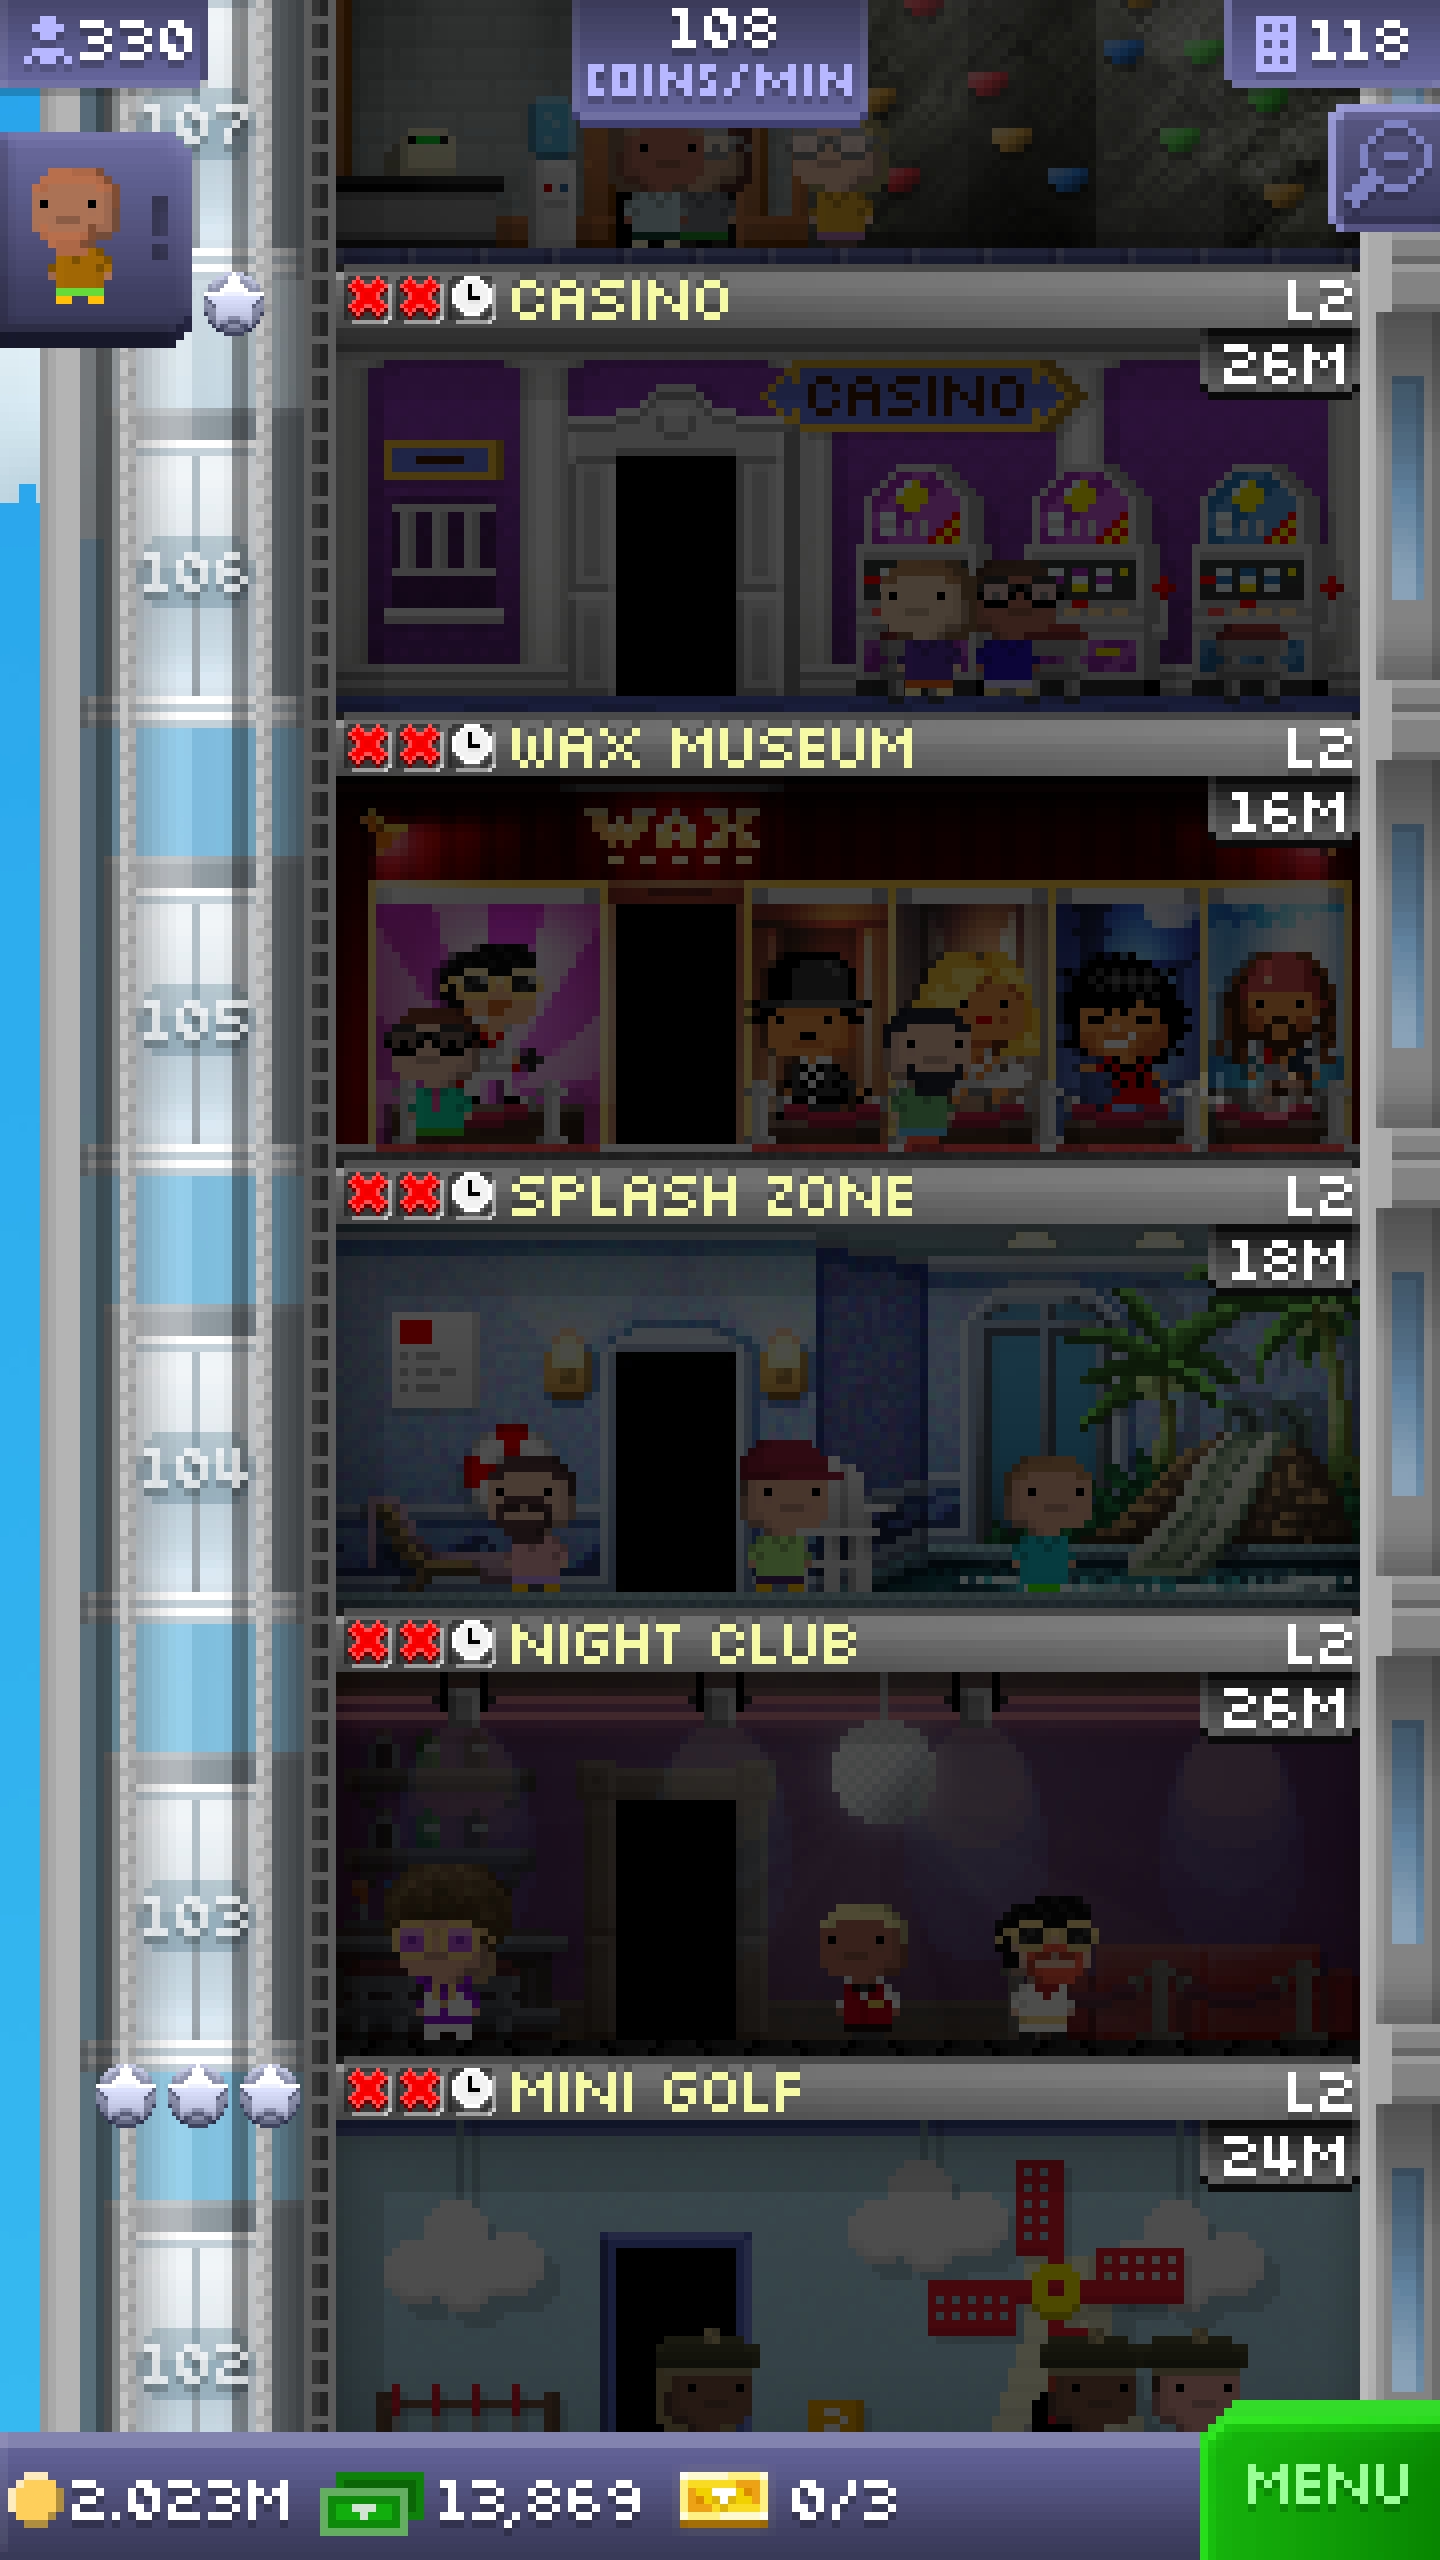 330
108
COINS/MIN
118
107
CASINO
L2
26M
CASINO
106
WAX MUSEUM
L2
16M
WAX
105
SPLASH ZONE
L2
18M
104
NIGHT CLUB
L2
26M
103
MINI GOLF
L2
24M
102
2.023M
13,869
0/3
MENU